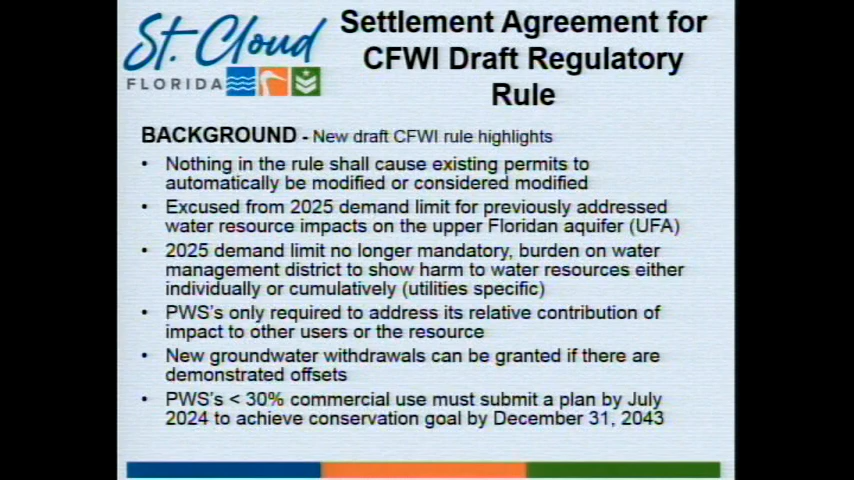 St. Cloud
FLORIDA
Settlement Agreement for
CFWI Draft Regulatory
Rule
BACKGROUND - New draft CFWI rule highlights
• Nothing in the rule shall cause existing permits to
automatically be modified or considered modified
• Excused from 2025 demand limit for previously addressed
water resource impacts on the upper Floridan aquifer (UFA)
• 2025 demand limit no longer mandatory, burden on water
management district to show harm to water resources either
individually or cumulatively (utilities specific)
• PWS's only required to address its relative contribution of
impact to other users or the resource
• New groundwater withdrawals can be granted if there are
demonstrated offsets
• PWS's < 30% commercial use must submit a plan by July
2024 to achieve conservation goal by December 31, 2043